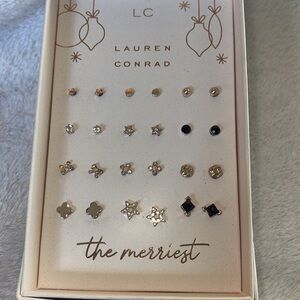 LC
LAUREN
CONRAD
the merriest